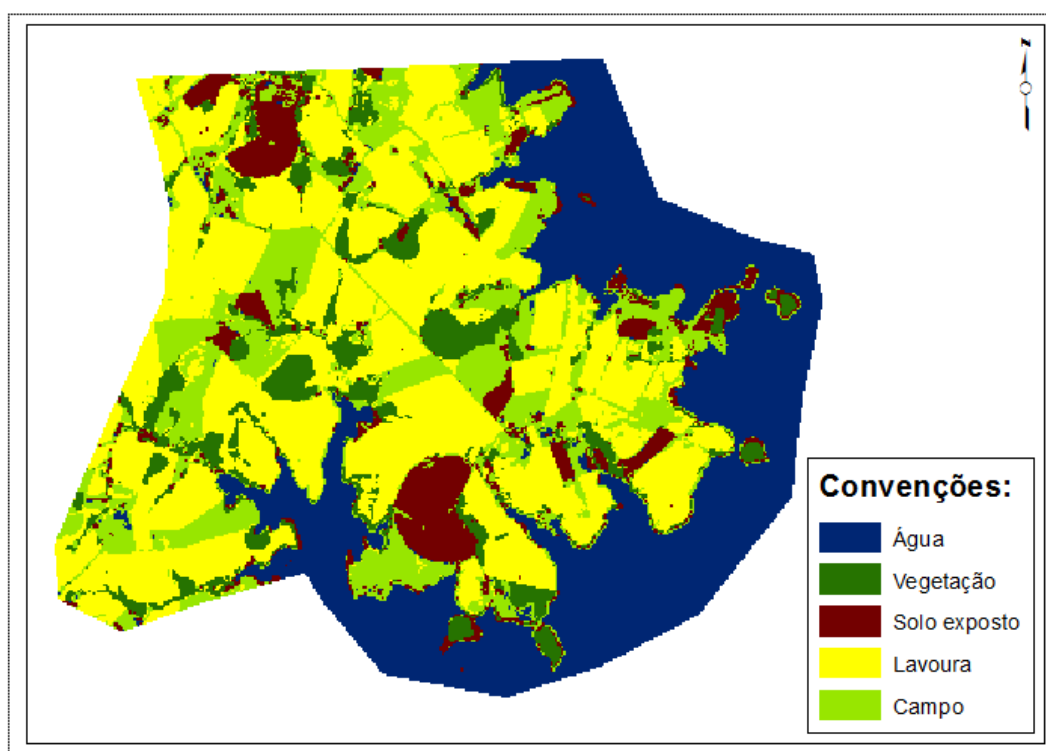 Z
Convenções:
Água
Vegetação
Solo exposto
Lavoura
Campo